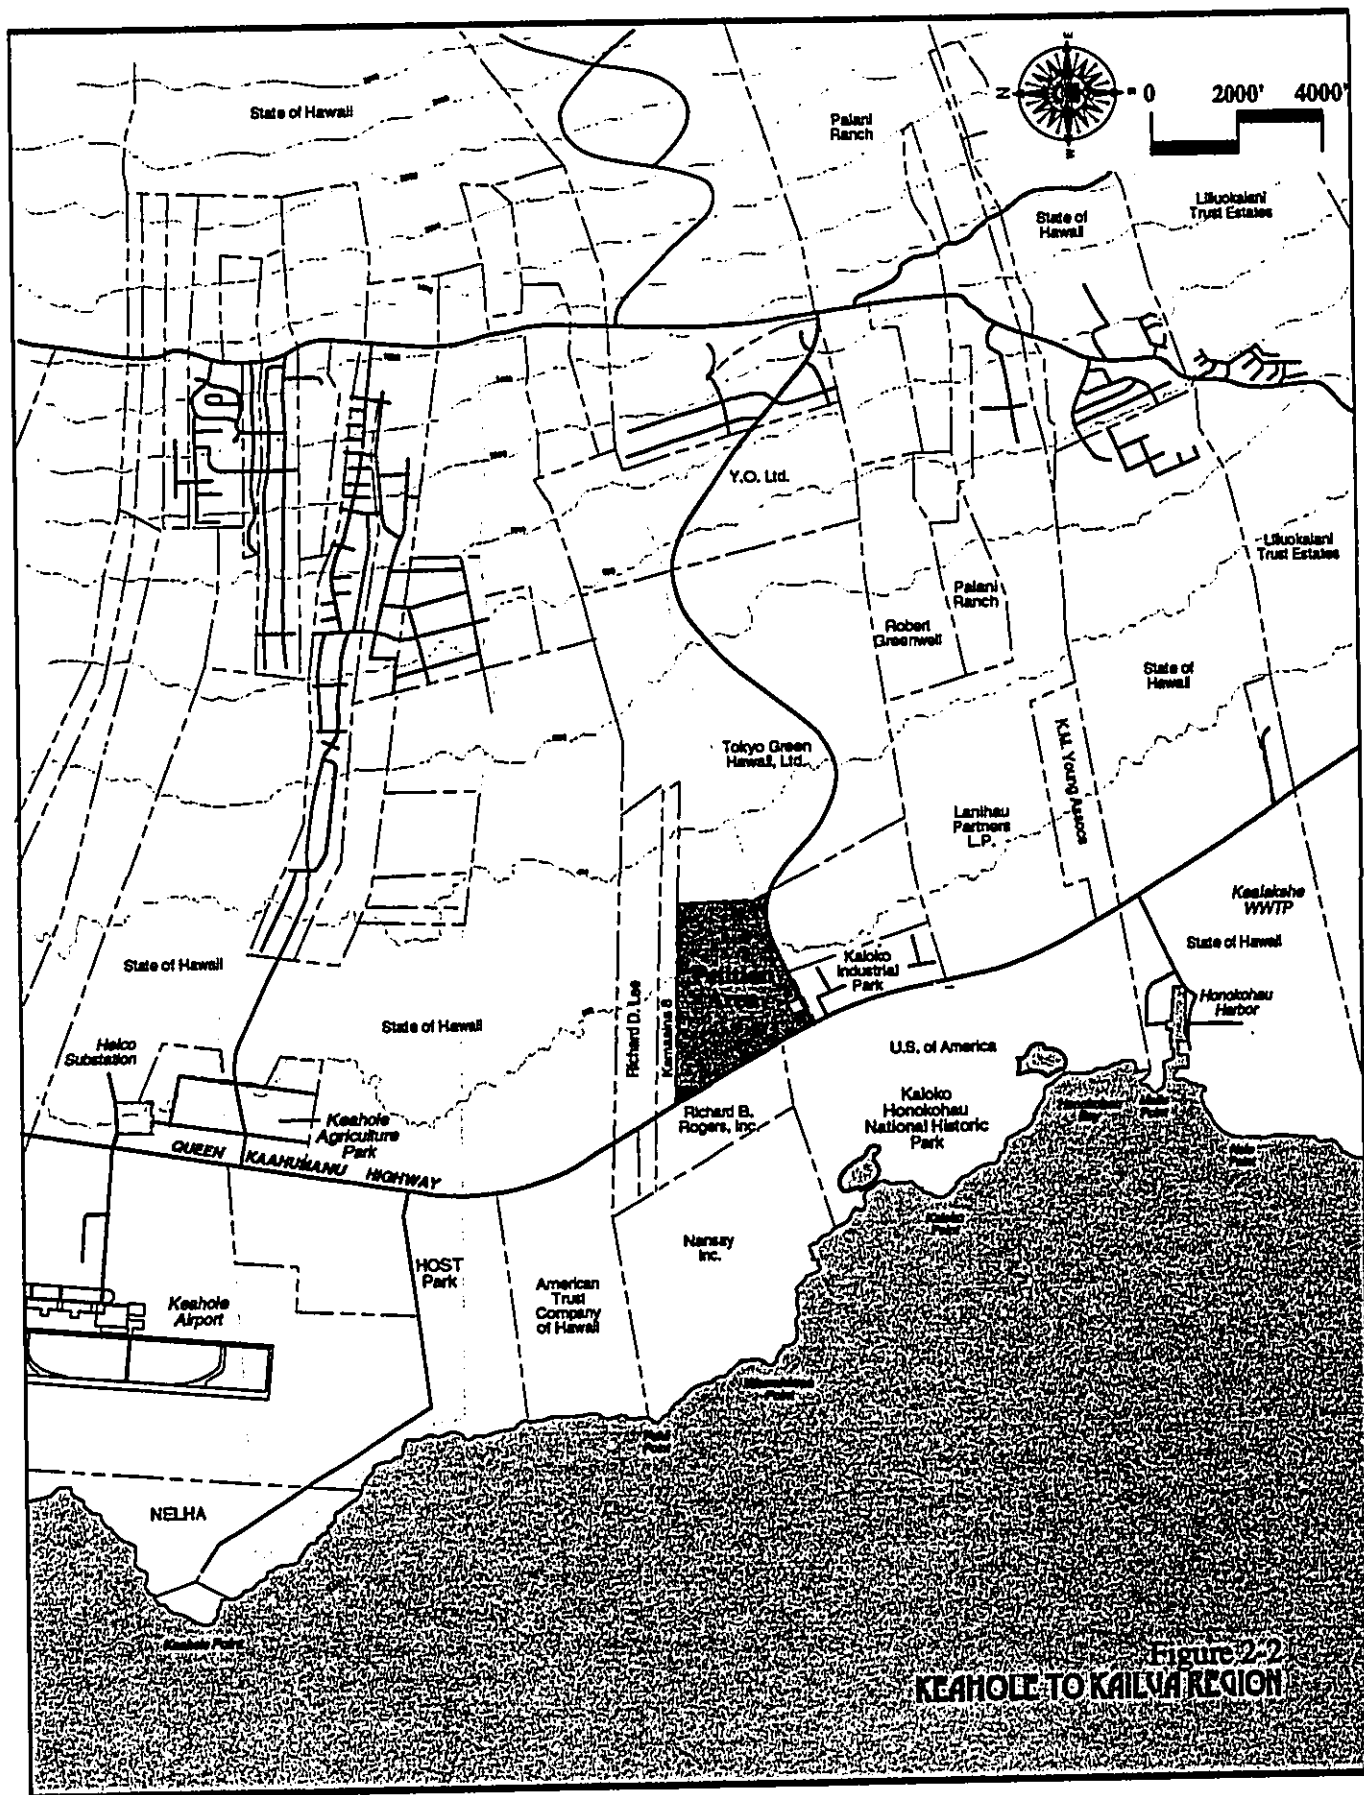 E
N
W
0 2000' 4000'
State of Hawaii
Palani
Ranch
Liliuokalani
Trust Estates
State of
Hawaii
Y.O. Ltd.
Liliuokalani
Trust Estates
Palani
Ranch
Robert
Greenwell
State of
Hawaii
K.M. Young Assocs
Tokyo Green
Hawaii, Ltd.
Lanihau
Partners
L.P.
Kealakehe
WWTP
State of Hawaii
State of Hawaii
Kaloko
Industrial
Park
Richard D. Lee
Kamaaina 8
Honokohau
Harbor
State of Hawaii
Helco
Substation
U.S. of America
Keahole
Agriculture
Park
Richard B.
Rogers, Inc.
Kaloko
Honokohau
National Historic
Park
QUEEN KAAHUMANU HIGHWAY
Nansay
Inc.
HOST
Park
American
Trust
Company
of Hawaii
Keahole
Airport
Point
NELHA
Keahole Point
Figure 2-2
KEAHOLE TO KAILUA REGION